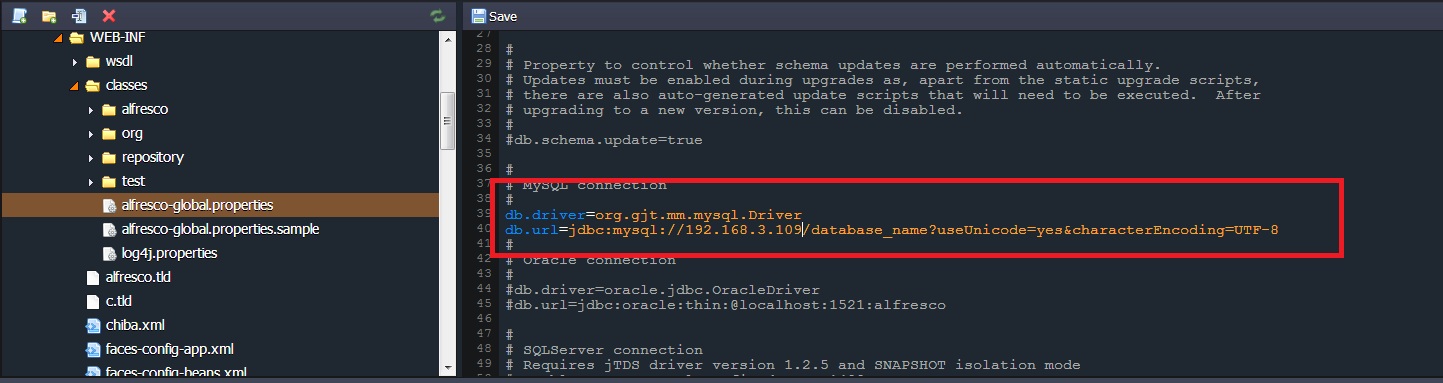 Save
WEB-INF
wsdl
classes
alfresco
org
repository
test
alfresco-global.properties
alfresco-global.properties.sample
log4j.properties
alfresco.tld
c.tld
chiba.xml
faces-config-app.xml
faces-config-beans.xml
27
28 #
29 # Property to control whether schema updates are performed automatically.
30 # Updates must be enabled during upgrades as, apart from the static upgrade scripts,
31 # there are also auto-generated update scripts that will need to be executed.  After
32 # upgrading to a new version, this can be disabled.
33 #
34 #db.schema.update=true
35
36 #
37 # MySQL connection
38 #
39 db.driver=org.gjt.mm.mysql.Driver
40 db.url=jdbc:mysql://192.168.3.109/database_name?useUnicode=yes&characterEncoding=UTF-8
41 #
42 # Oracle connection
43 #
44 #db.driver=oracle.jdbc.OracleDriver
45 #db.url=jdbc:oracle:thin:@localhost:1521:alfresco
46
47 #
48 # SQLServer connection
49 # Requires jTDS driver version 1.2.5 and SNAPSHOT isolation mode